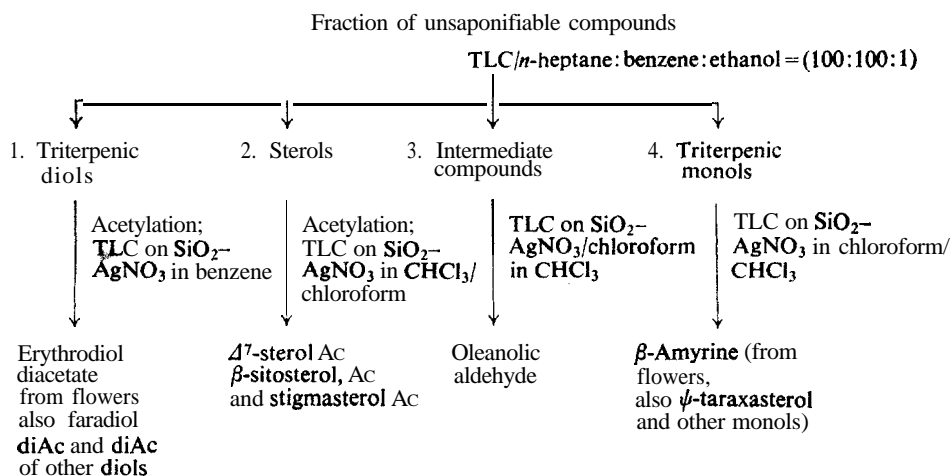 Fraction of unsaponifiable compounds
TLC/n-heptane:benzene:ethanol=(100:100:1)
1. Triterpenic
diols
2. Sterols
3. Intermediate
compounds
4. Triterpenic
monols
Acetylation;
TLC on SiO₂–
AgNO₃ in benzene
Acetylation;
TLC on SiO₂–
AgNO₃ in CHCl₃/
chloroform
TLC on SiO₂–
AgNO₃/chloroform
in CHCl₃
TLC on SiO₂–
AgNO₃ in chloroform/
CHCl₃
Erythrodiol
diacetate
from flowers
also faradiol
diAc and diAc
of other diols
Δ⁷-sterol Ac
β-sitosterol, Ac
and stigmasterol Ac
Oleanolic
aldehyde
β-Amyrine (from
flowers,
also ψ-taraxasterol
and other monols)